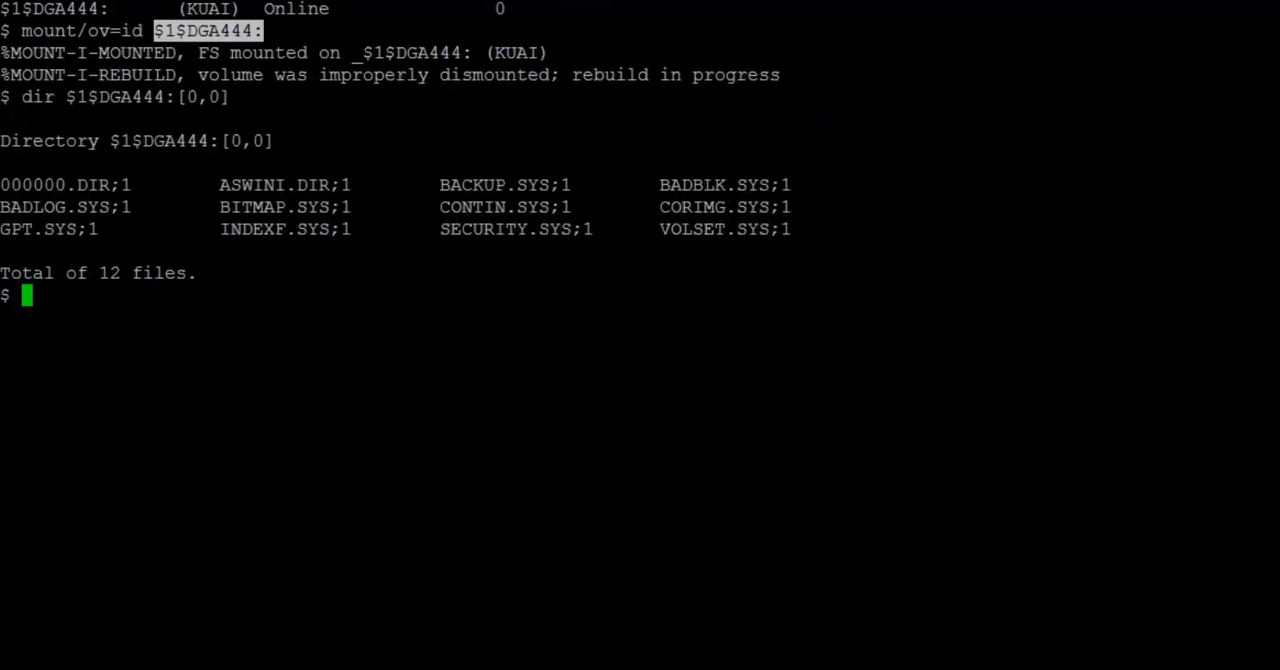 $1$DGA444: (KUAI) Online 0
$ mount/ov=id $1$DGA444:
%MOUNT-I-MOUNTED, FS mounted on _$1$DGA444: (KUAI)
%MOUNT-I-REBUILD, volume was improperly dismounted; rebuild in progress
$ dir $1$DGA444:[0,0]
Directory $1$DGA444:[0,0]
000000.DIR;1 ASWINI.DIR;1 BACKUP.SYS;1 BADBLK.SYS;1
BADLOG.SYS;1 BITMAP.SYS;1 CONTIN.SYS;1 CORIMG.SYS;1
GPT.SYS;1 INDEXF.SYS;1 SECURITY.SYS;1 VOLSET.SYS;1
Total of 12 files.
$